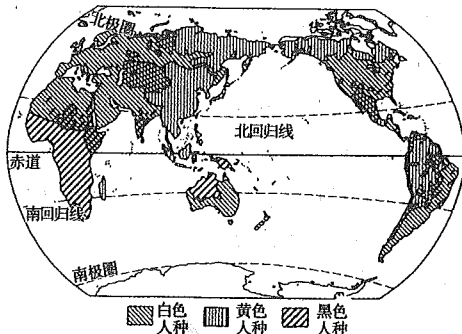 北极圈
北回归线
赤道
南回归线
南极圈
白色人种
黄色人种
黑色人种